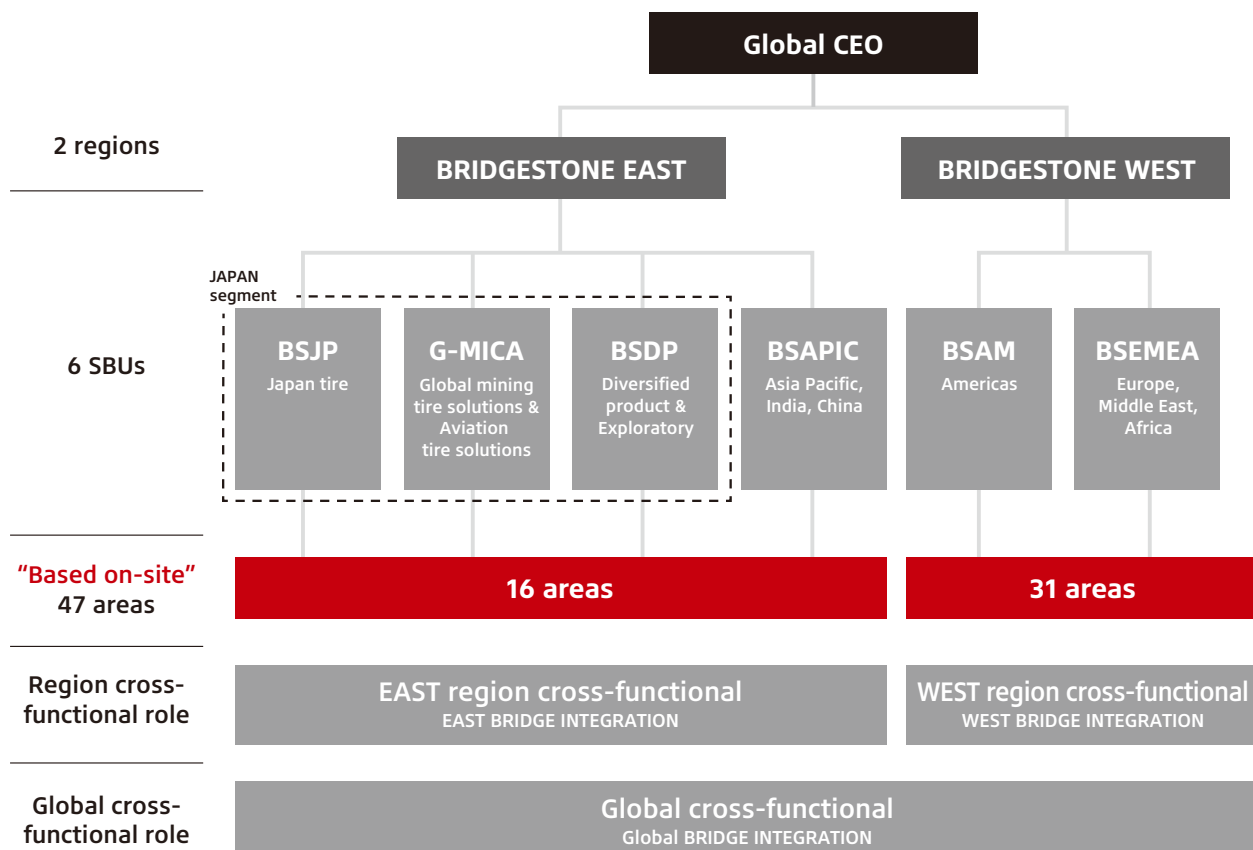 Global CEO
2 regions
BRIDGESTONE EAST
BRIDGESTONE WEST
JAPAN
segment
6 SBUs
BSJP
Japan tire
G-MICA
Global mining
tire solutions &
Aviation
tire solutions
BSDP
Diversified
product &
Exploratory
BSAPIC
Asia Pacific,
India, China
BSAM
Americas
BSEMEA
Europe,
Middle East,
Africa
“Based on-site”
47 areas
16 areas
31 areas
Region cross-
functional role
EAST region cross-functional
EAST BRIDGE INTEGRATION
WEST region cross-functional
WEST BRIDGE INTEGRATION
Global cross-
functional role
Global cross-functional
Global BRIDGE INTEGRATION